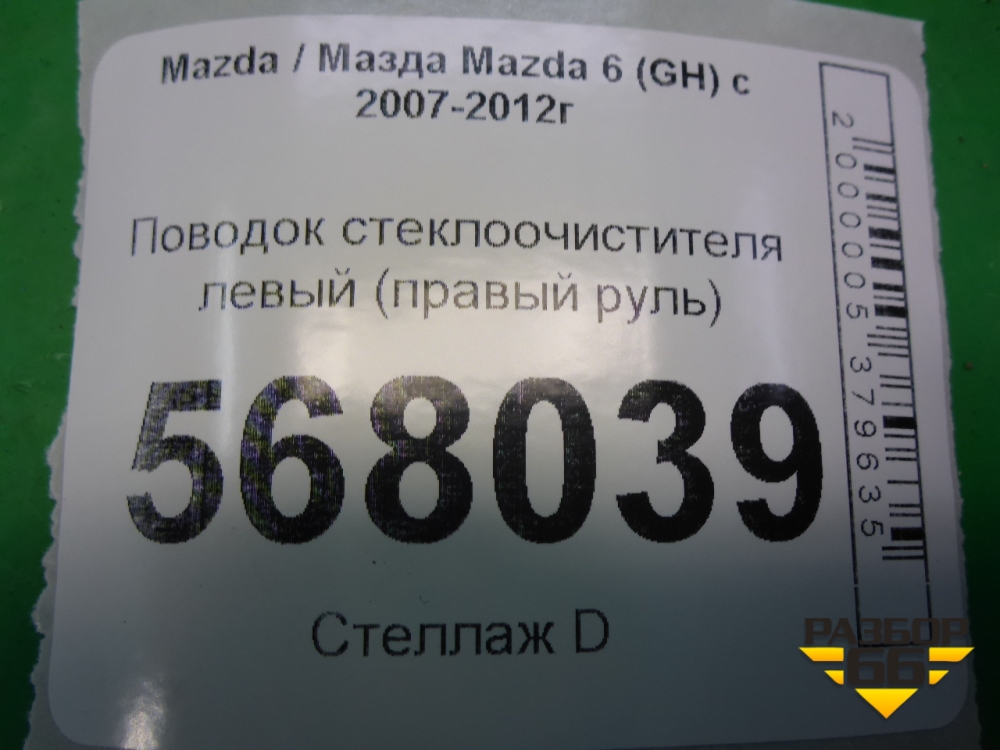 Mazda / Мазда Mazda 6 (GH) с
2007-2012г
Поводок стеклоочистителя
левый (правый руль)
568039
Стеллаж D
2000005379635
РАЗБОР
66